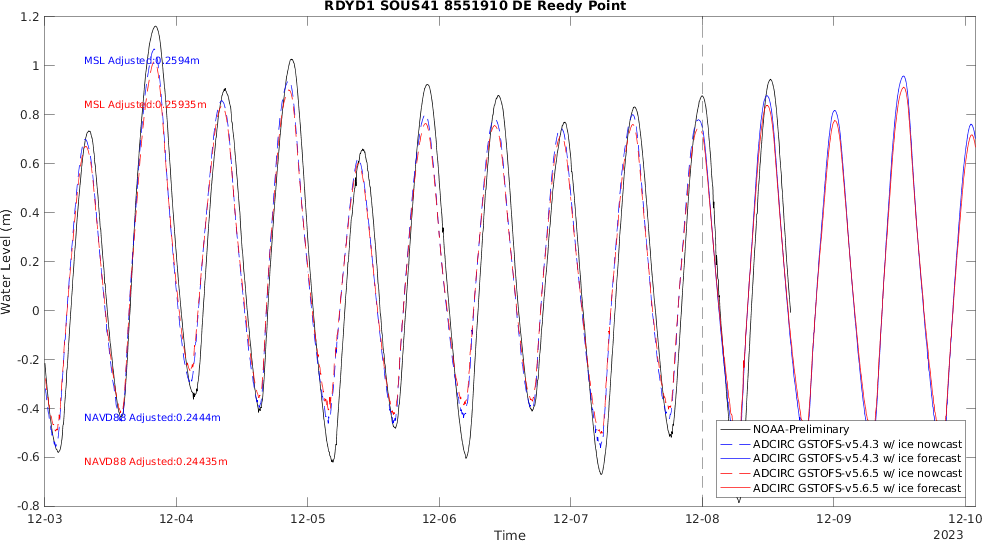 RDYD1 SOUS41 8551910 DE Reedy Point
Water Level (m)
1.2
1
0.8
0.6
0.4
0.2
0
-0.2
-0.4
-0.6
-0.8
MSL Adjusted:0.2594m
MSL Adjusted:0.25935m
NAVD88 Adjusted:0.2444m
NAVD88 Adjusted:0.24435m
NOAA-Preliminary
ADCIRC GSTOFS-v5.4.3 w/ ice nowcast
ADCIRC GSTOFS-v5.4.3 w/ ice forecast
ADCIRC GSTOFS-v5.6.5 w/ ice nowcast
ADCIRC GSTOFS-v5.6.5 w/ ice forecast
12-03 12-04 12-05 12-06 12-07 12-08 12-09 12-10
Time
2023